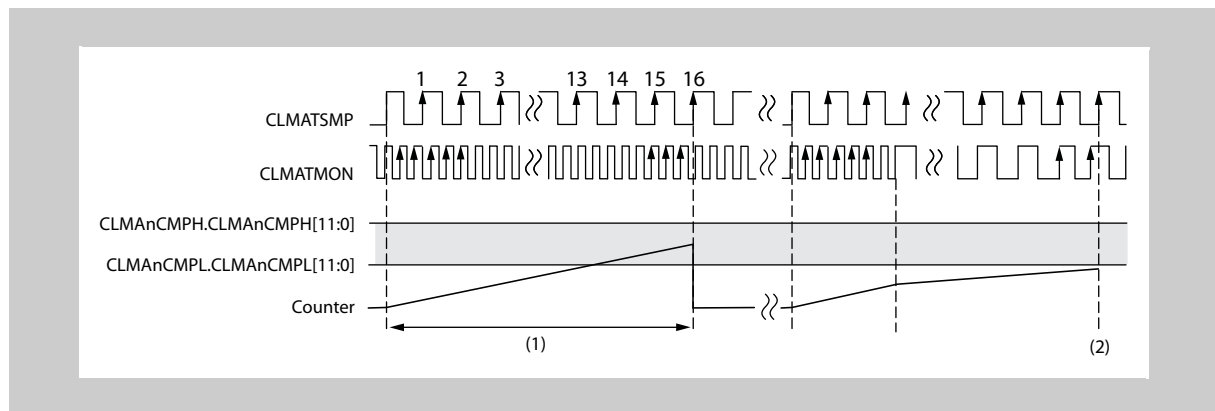 1 2 3 13 14 15 16
CLMATSMP
CLMATMON
CLMAnCMPH.CLMAnCMPH[11:0]
CLMAnCMPL.CLMAnCMPL[11:0]
Counter
(1) (2)